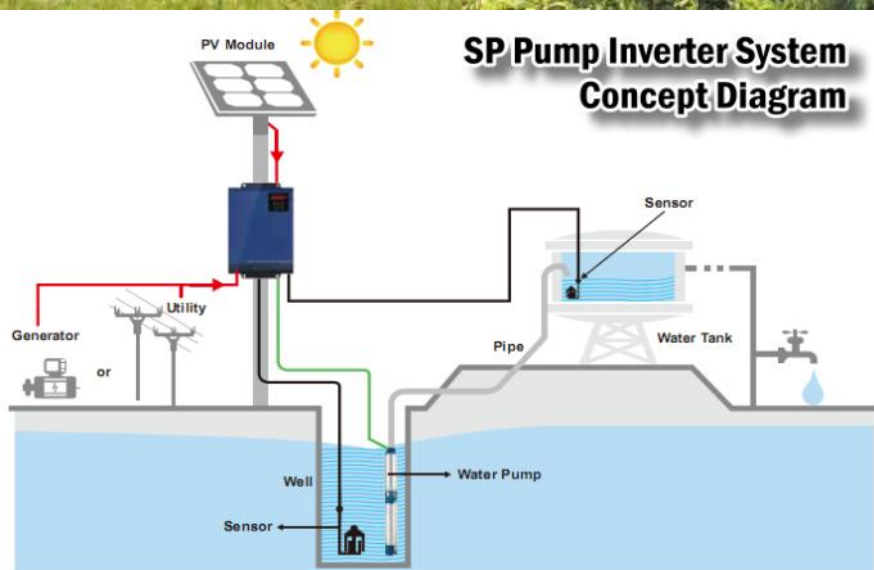 SP Pump Inverter System
Concept Diagram
PV Module
Sensor
Utility
Generator
or
Pipe
Water Tank
Well
Water Pump
Sensor